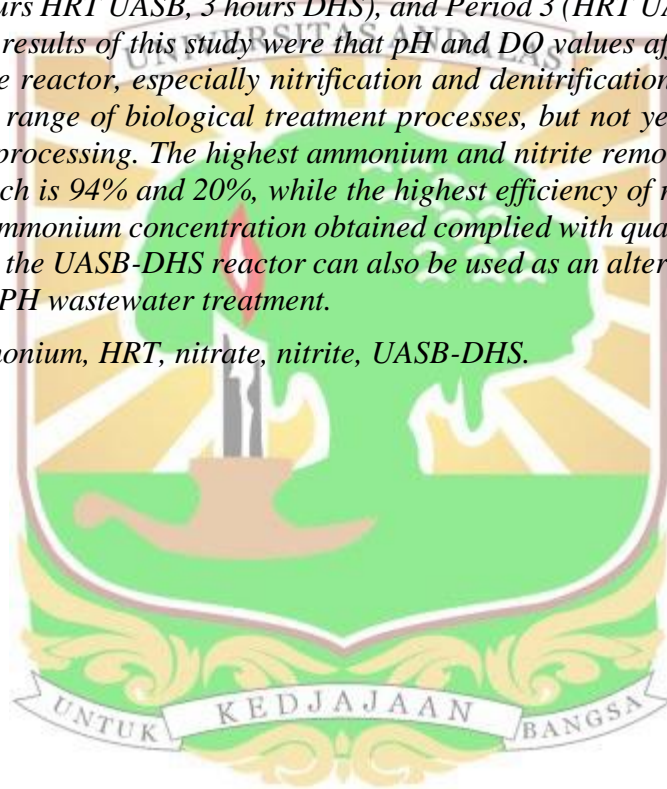 urs HRT UASB, 3 hours DHS), and Period 3 (HRT UA
UNIVERSITAS ANDALAS
results of this study were that pH and DO values af
e reactor, especially nitrification and denitrification
range of biological treatment processes, but not ye
processing. The highest ammonium and nitrite remo
ch is 94% and 20%, while the highest efficiency of
mmonium concentration obtained complied with qua
the UASB-DHS reactor can also be used as an alter
PH wastewater treatment.
onium, HRT, nitrate, nitrite, UASB-DHS.
UNTUK KEDJAJAAN BANGSA